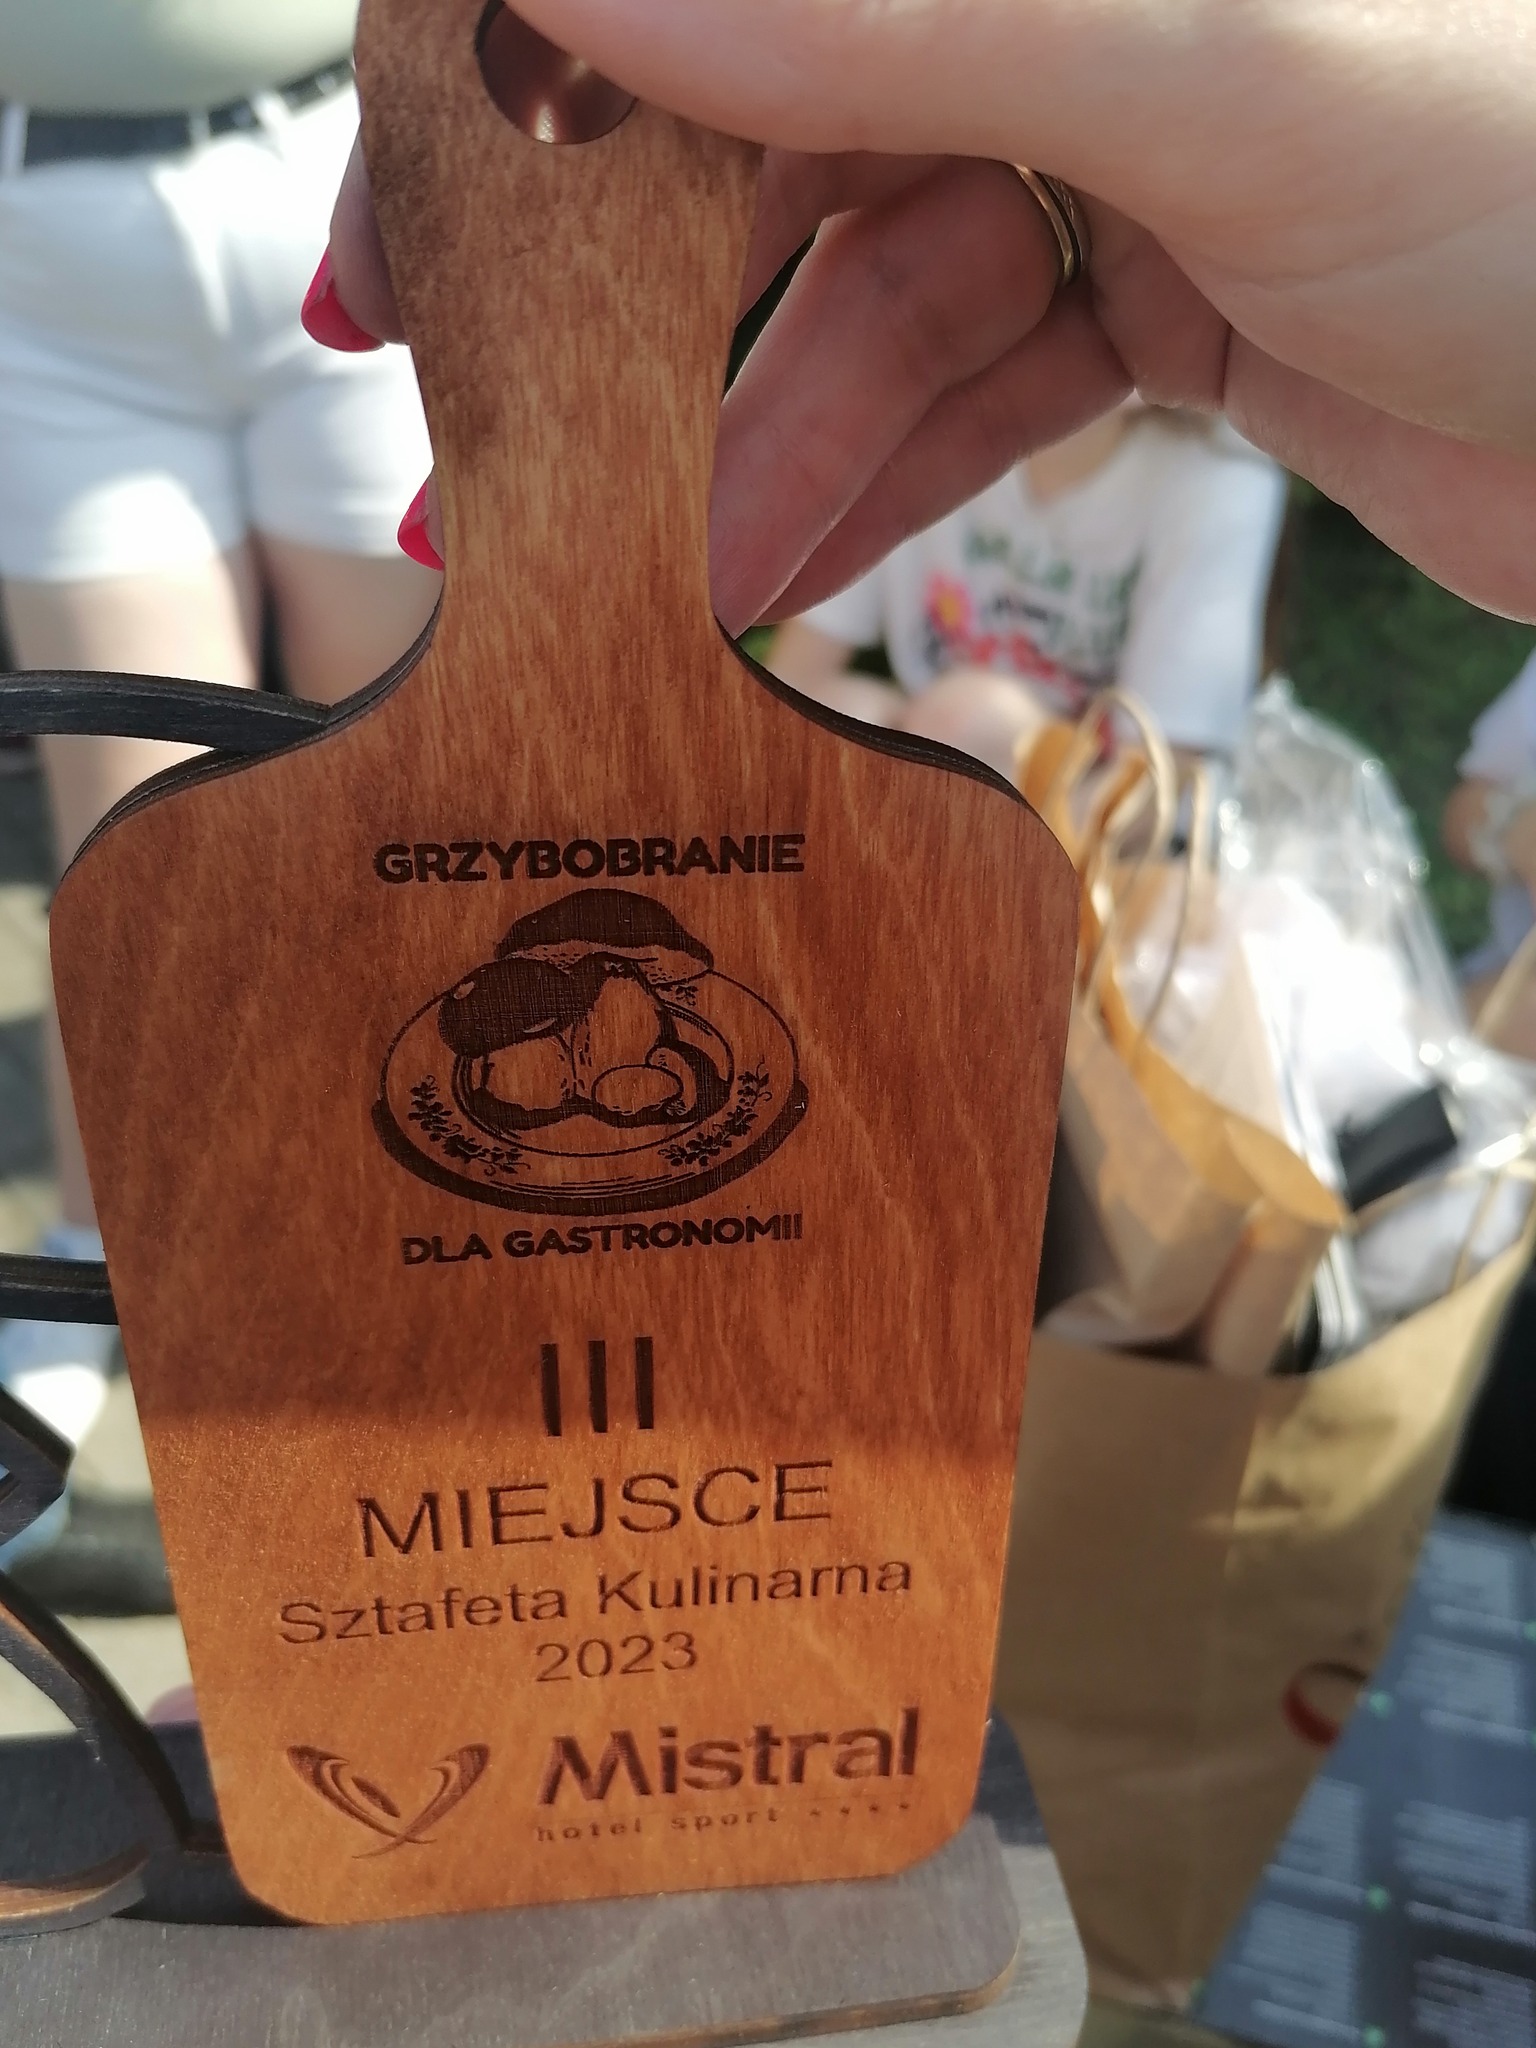 GRZYBOBRANIE
DLA GASTRONOMII
III
MIEJSCE
Sztafeta Kulinarna
2023
Mistral
hotel sport ****